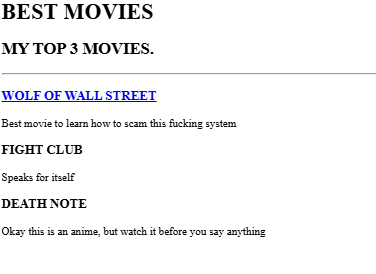 BEST MOVIES
MY TOP 3 MOVIES.
WOLF OF WALL STREET
Best movie to learn how to scam this fucking system
FIGHT CLUB
Speaks for itself
DEATH NOTE
Okay this is an anime, but watch it before you say anything